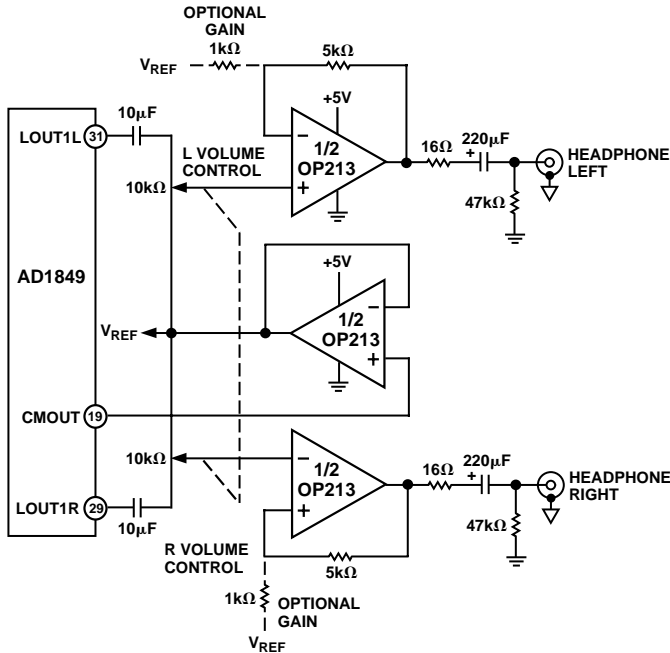 OPTIONAL
GAIN
1kΩ
VREF
5kΩ
+5V
10µF
LOUT1L
31
L VOLUME
CONTROL
−
1/2
OP213
+
16Ω
220µF
+
HEADPHONE
LEFT
10kΩ
47kΩ
AD1849
+5V
−
1/2
OP213
+
VREF
CMOUT
19
10kΩ
−
1/2
OP213
+
16Ω
220µF
+
HEADPHONE
RIGHT
LOUT1R
29
10µF
47kΩ
R VOLUME
CONTROL
5kΩ
1kΩ
OPTIONAL
GAIN
VREF